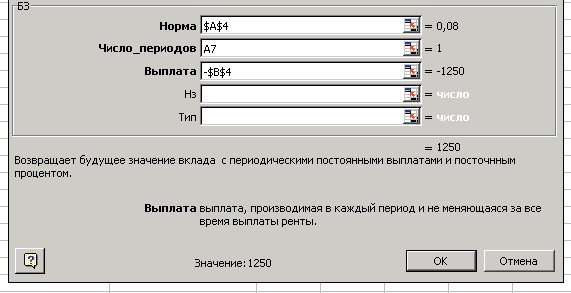 БЗ
Норма $A$4 = 0,08
Число_периодов A7 = 1
Выплата -$B$4 = -1250
Нз = число
Тип = число
= 1250
Возвращает будущее значение вклада с периодическими постоянными выплатами и посточнным
процентом.
Выплата выплата, производимая в каждый период и не меняющаяся за все
время выплаты ренты.
? Значение:1250 ОК Отмена